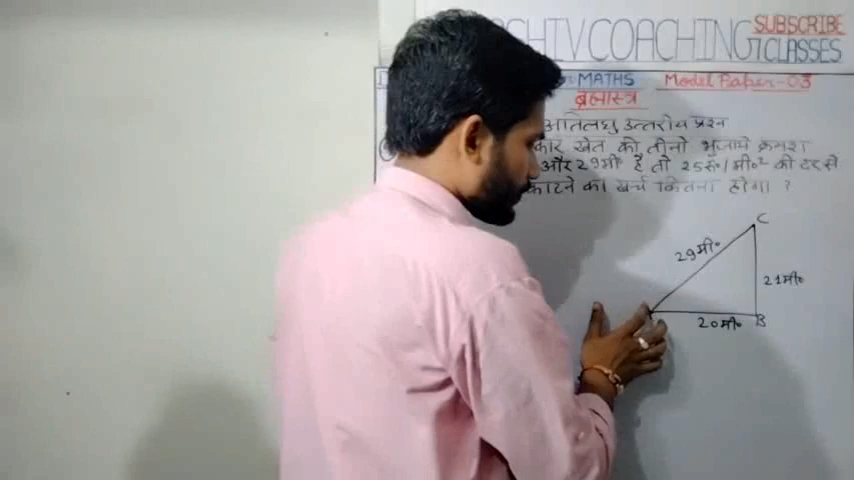 SHIV COACHING CLASSES
SUBSCRIBE
MATHS Model Paper-03
ब्रह्मास्त्र
अतिलघु उत्तरीय प्रश्न
कार खेत की तीनो भुजाये क्रमश
और 29मी० है तो 25रु०/मी०² की दर से
काटने का खर्च कितना होगा ?
C
29मी०
21मी०
20मी० B